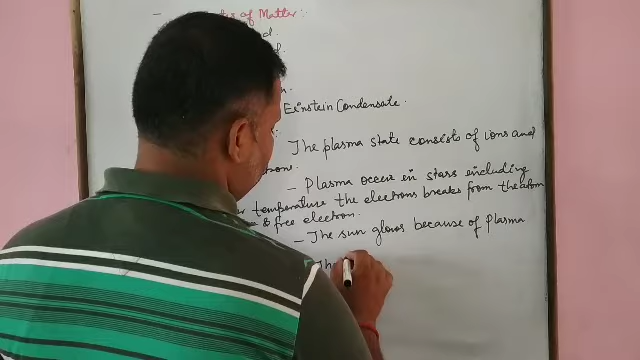 of Matter:-
Einstein Condensate:
The plasma state consists of ions and
- Plasma occur in stars including
temperature the electrons breaks from the atom
& free electron.
- The sun glows because of plasma
The